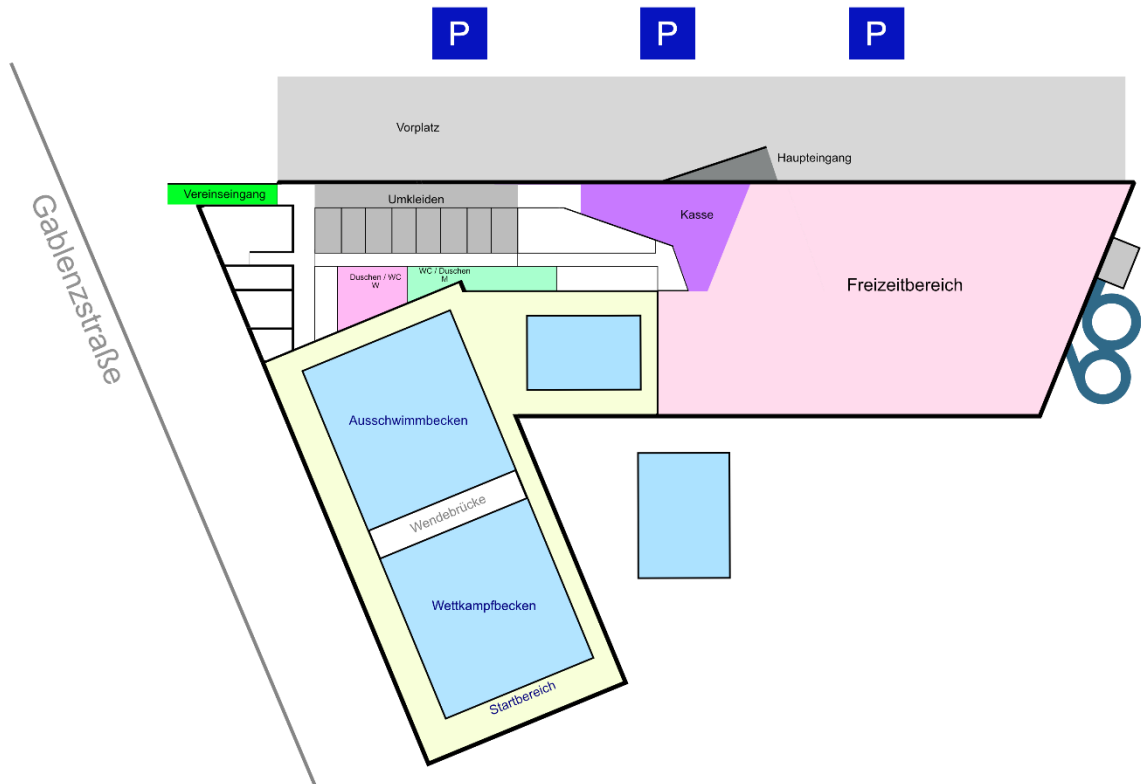 P
P
P
Vorplatz
Haupteingang
Vereinseingang
Umkleiden
Kasse
Gablenzstraße
Duschen / WC
W
WC / Duschen
M
Freizeitbereich
Ausschwimmbecken
Wendebrücke
Wettkampfbecken
Startbereich